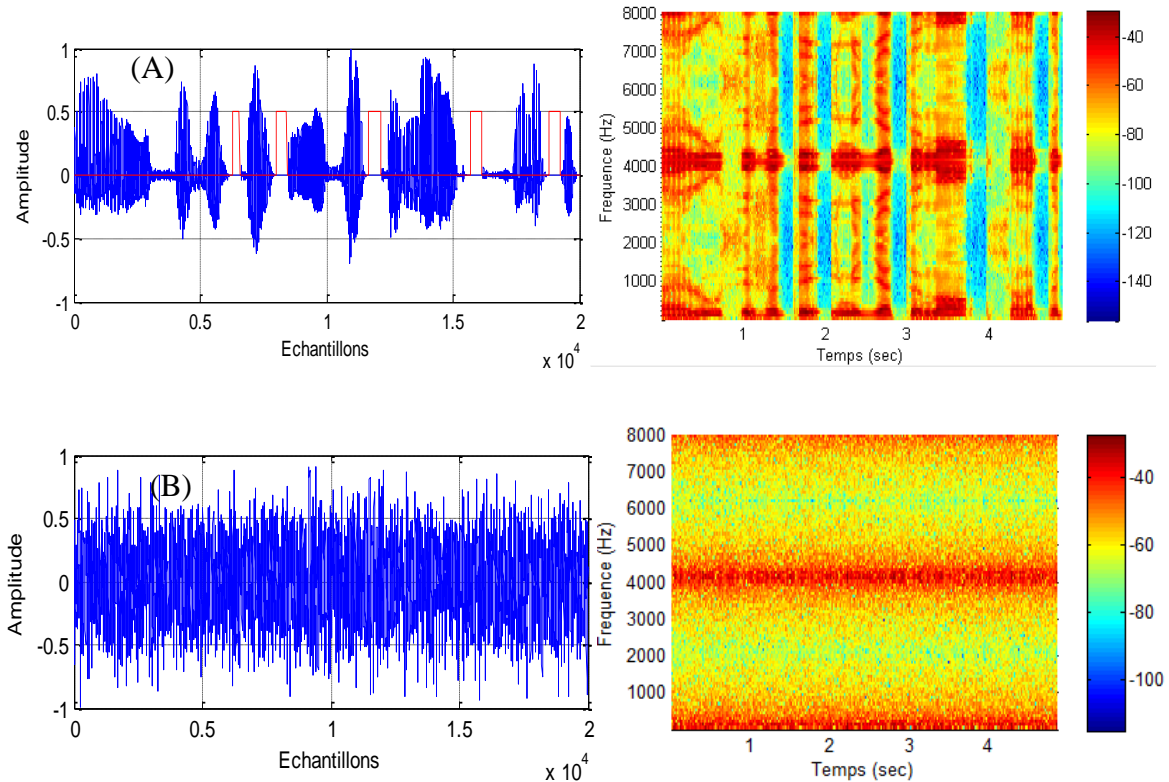 (A)
1
0.5
0
-0.5
-1
Amplitude
0 0.5 1 1.5 2
Echantillons
x 10^4
8000
7000
6000
5000
4000
3000
2000
1000
Frequence (Hz)
1 2 3 4
Temps (sec)
-40
-60
-80
-100
-120
-140
(B)
1
0.5
0
-0.5
-1
Amplitude
0 0.5 1 1.5 2
Echantillons
x 10^4
8000
7000
6000
5000
4000
3000
2000
1000
Frequence (Hz)
1 2 3 4
Temps (sec)
-40
-60
-80
-100